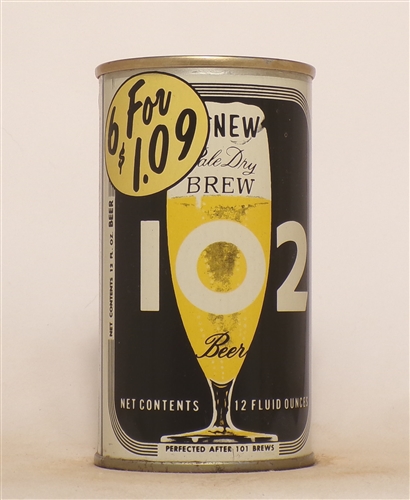 6 For
$1.09
NEW
Pale Dry
BREW
102
Beer
NET CONTENTS 12 FLUID OUNCES
PERFECTED AFTER 101 BREWS
NET CONTENTS 12 FL. OZ. BEER